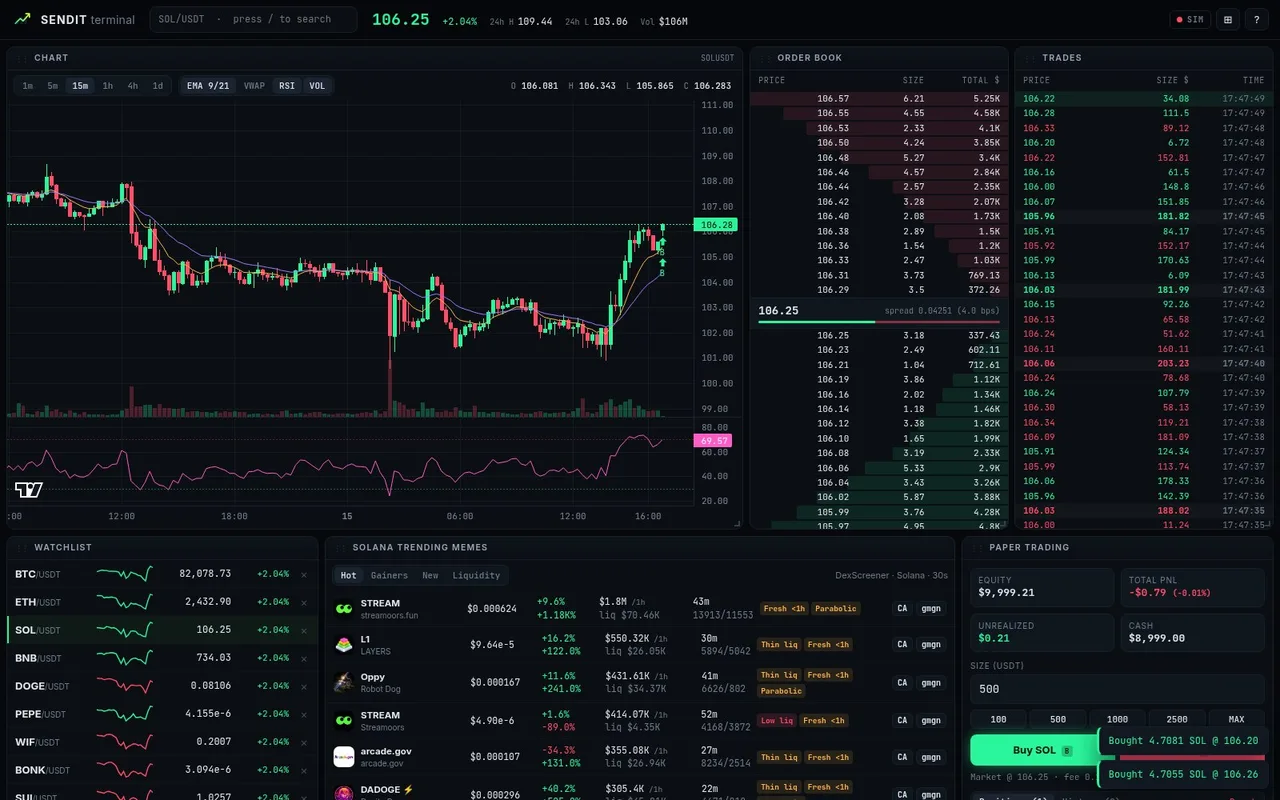 SENDIT terminal
SOL/USDT · press / to search
106.25 +2.04% 24h H 109.44 24h L 103.06 Vol $106M
SIM
?
CHART SOLUSDT
1m 5m 15m 1h 4h 1d EMA 9/21 VWAP RSI VOL
O 106.081 H 106.343 L 105.865 C 106.283
111.00
110.00
109.00
108.00
107.00
106.28
106.00
105.00
104.00
103.00
102.00
101.00
100.00
99.00
80.00
69.57
60.00
40.00
20.00
B
B
:00 12:00 18:00 15 06:00 12:00 16:00
ORDER BOOK
PRICE SIZE TOTAL $
106.57 6.21 5.25K
106.55 4.55 4.58K
106.53 2.33 4.1K
106.50 4.24 3.85K
106.48 5.27 3.4K
106.46 4.57 2.84K
106.44 2.57 2.35K
106.42 3.28 2.07K
106.40 2.08 1.73K
106.38 2.89 1.5K
106.36 1.54 1.2K
106.33 2.47 1.03K
106.31 3.73 769.13
106.29 3.5 372.26
106.25 spread 0.04251 (4.0 bps)
106.25 3.18 337.43
106.23 2.49 602.11
106.21 1.04 712.61
106.19 3.86 1.12K
106.16 2.02 1.34K
106.14 1.18 1.46K
106.12 3.38 1.82K
106.10 1.65 1.99K
106.08 3.19 2.33K
106.06 5.33 2.9K
106.04 3.43 3.26K
106.02 5.87 3.88K
105.99 3.76 4.28K
105.97 4.95 4.8K
TRADES
PRICE SIZE $ TIME
106.22 34.08 17:47:49
106.28 111.5 17:47:49
106.33 89.12 17:47:48
106.20 6.72 17:47:48
106.22 152.81 17:47:47
106.16 61.5 17:47:47
106.00 148.8 17:47:46
106.07 151.85 17:47:46
105.96 181.82 17:47:45
105.91 84.17 17:47:45
105.92 152.17 17:47:44
105.99 170.63 17:47:44
106.13 6.09 17:47:43
106.03 181.99 17:47:43
106.15 92.26 17:47:42
106.13 65.58 17:47:42
106.24 51.62 17:47:41
106.11 160.11 17:47:41
106.06 203.23 17:47:40
106.24 78.68 17:47:40
106.24 107.79 17:47:39
106.30 58.13 17:47:39
106.34 119.21 17:47:38
106.09 181.09 17:47:38
105.91 124.34 17:47:37
105.99 113.74 17:47:37
106.06 178.33 17:47:36
105.96 142.39 17:47:36
106.03 188.02 17:47:35
106.00 11.24 17:47:35
WATCHLIST
BTC/USDT 82,078.73 +2.04% ×
ETH/USDT 2,432.90 +2.04% ×
SOL/USDT 106.25 +2.04% ×
BNB/USDT 734.03 +2.04% ×
DOGE/USDT 0.08106 +2.04% ×
PEPE/USDT 4.155e-6 +2.04% ×
WIF/USDT 0.2007 +2.04% ×
BONK/USDT 3.094e-6 +2.04% ×
SUI/USDT 1.0257 +2.04% ×
SOLANA TRENDING MEMES
Hot Gainers New Liquidity DexScreener · Solana · 30s
STREAM $0.000624 +9.6% $1.8M /1h 43m Fresh <1h Parabolic CA gmgn
streamoors.fun +1.18K% liq $70.46K 13913/11553
L1 $9.64e-5 +16.2% $550.32K /1h 30m Thin liq Fresh <1h CA gmgn
LAYERS +122.0% liq $26.05K 5894/5042
Oppy $0.000167 +11.6% $431.61K /1h 41m Thin liq Fresh <1h CA gmgn
Robot Dog +241.0% liq $34.37K 6626/802 Parabolic
STREAM $4.90e-6 +1.6% $414.07K /1h 52m Low liq Fresh <1h CA gmgn
Streamoors -89.0% liq $4.35K 4168/3872
arcade.gov $0.000107 -34.3% $355.08K /1h 27m Thin liq Fresh <1h CA gmgn
arcade.gov +131.0% liq $26.94K 8234/2514
DADOGE ⚡ $0.000296 +40.2% $305.4K /1h 22m Thin liq Fresh <1h CA gmgn
PAPER TRADING
EQUITY
$9,999.21
TOTAL PNL
-$0.79 (-0.01%)
UNREALIZED
$0.21
CASH
$8,999.00
SIZE (USDT)
500
100 500 1000 2500 MAX
Buy SOL B
Bought 4.7081 SOL @ 106.20
Market @ 106.25 · fee 0.
Bought 4.7055 SOL @ 106.26